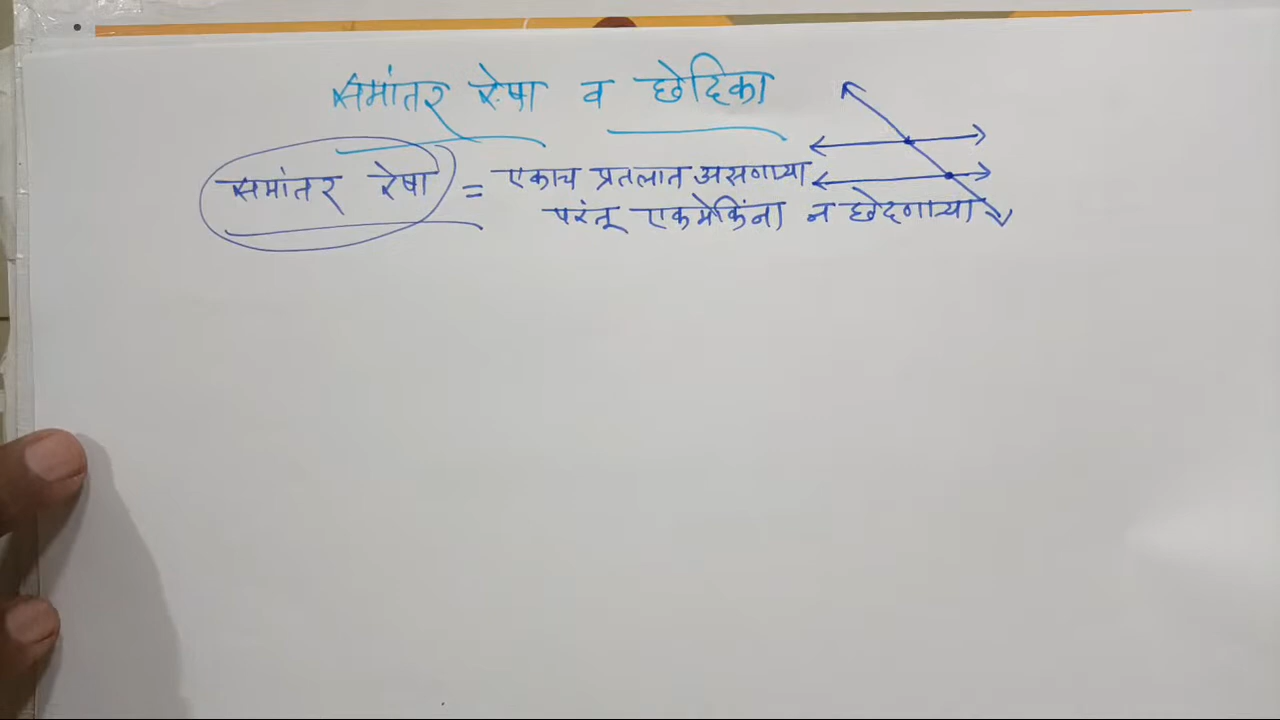 समांतर रेषा व छेदिका
समांतर रेषा = एकाच प्रतलात असणाऱ्या
परंतू एकमेकिंना न छेदणाऱ्या